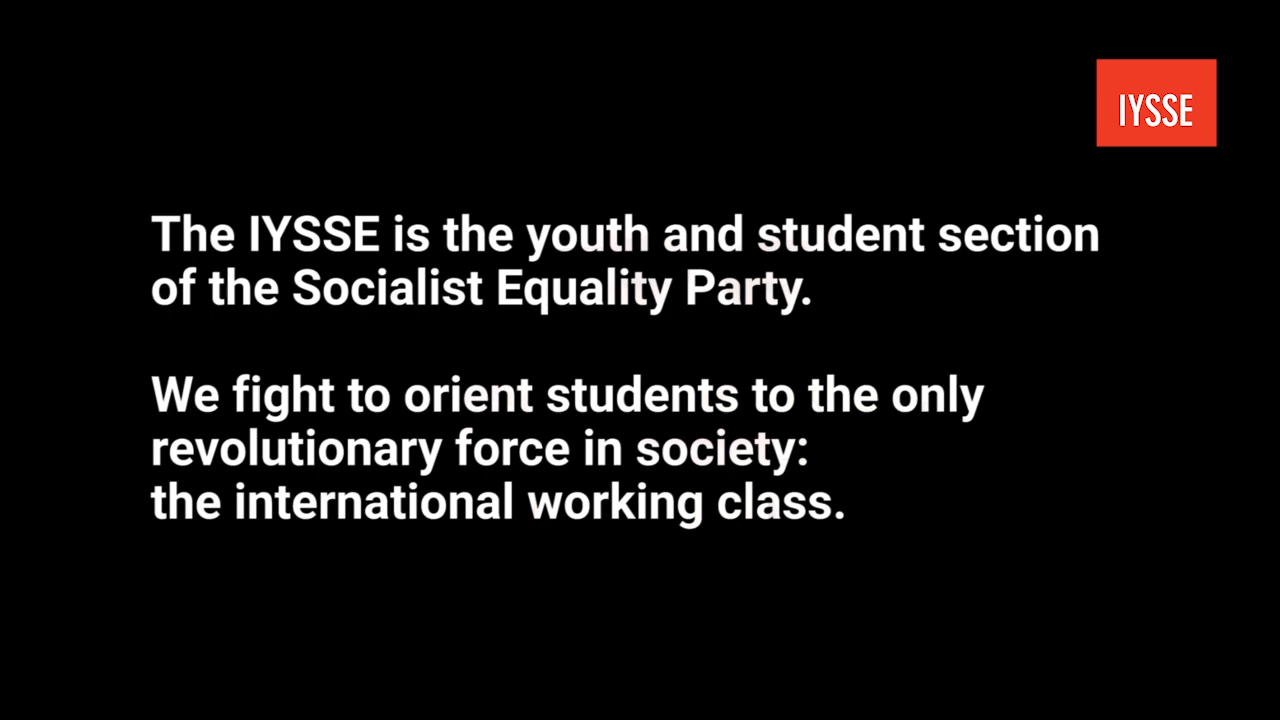 IYSSE
The IYSSE is the youth and student section
of the Socialist Equality Party.
We fight to orient students to the only
revolutionary force in society:
the international working class.